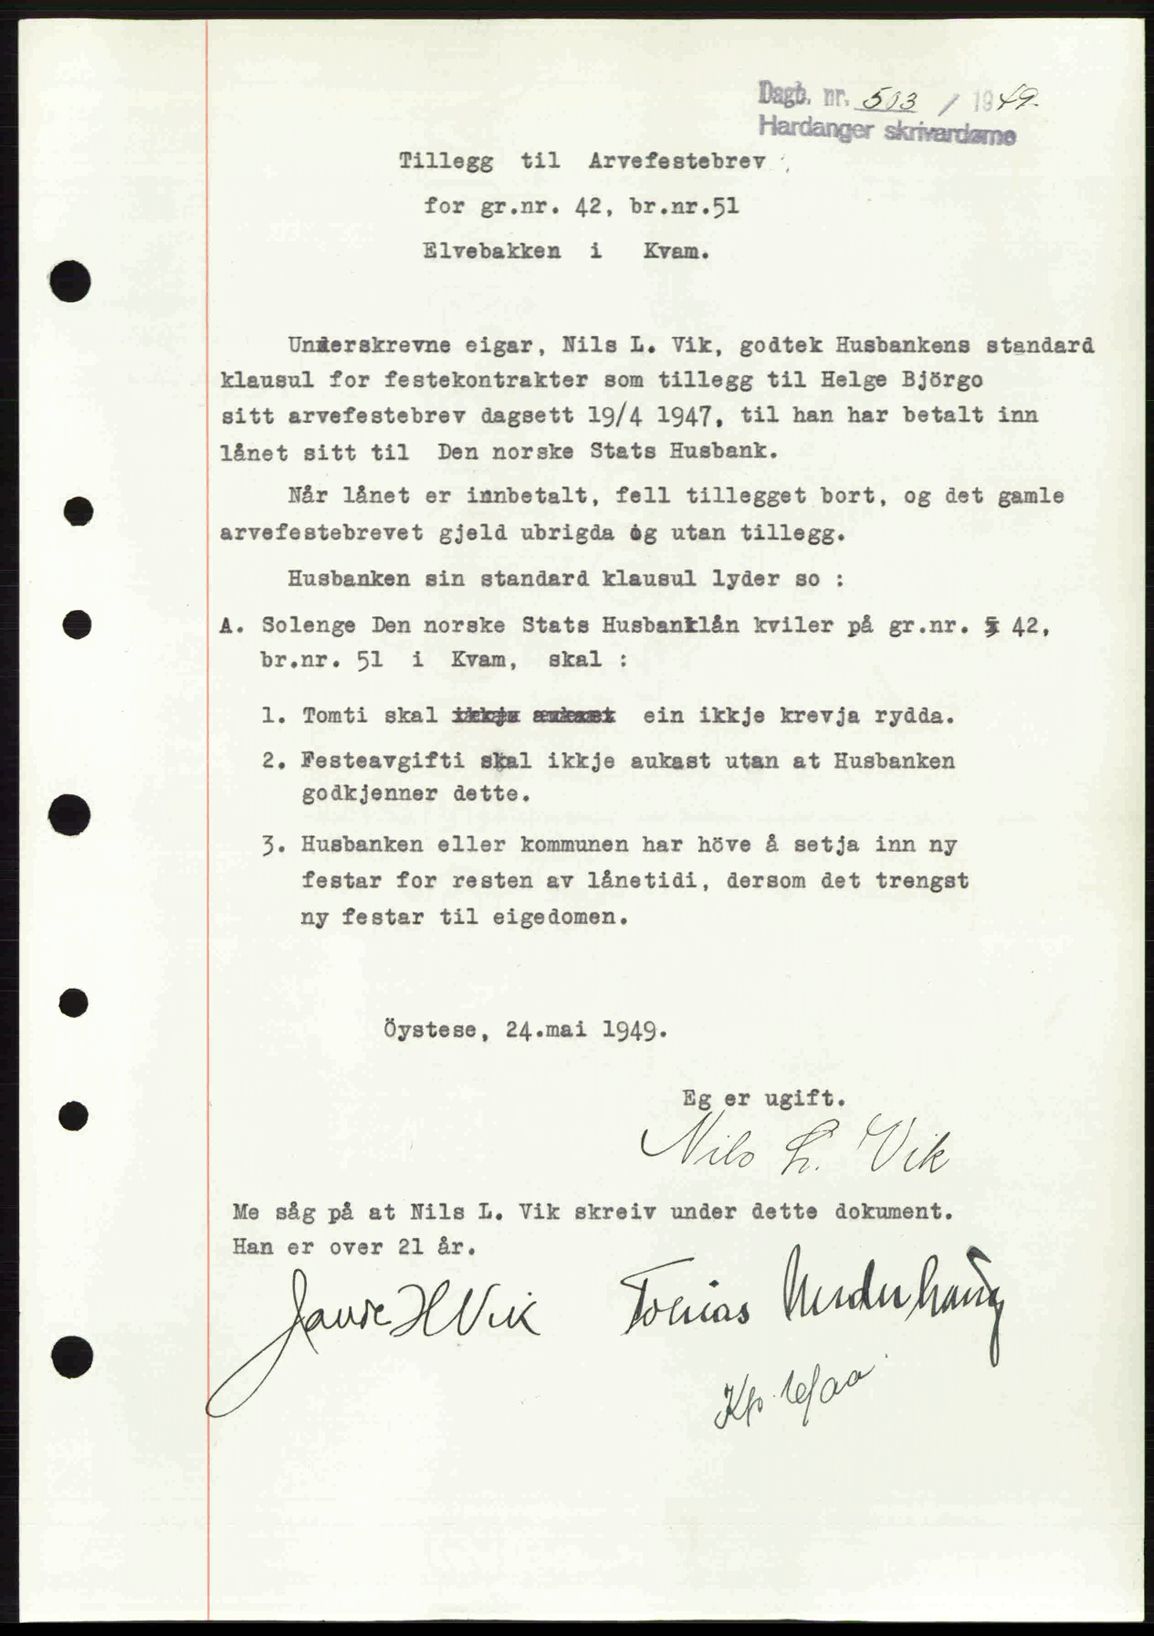 Dagb. nr. 503 / 1949.
Hardanger skrivardøme
Tillegg til Arvefestebrev
for gr.nr. 42, br.nr.51
Elvebakken i Kvam.
Underskrevne eigar, Nils L. Vik, godtek Husbankens standard
klausul for festekontrakter som tillegg til Helge Björgo
sitt arvefestebrev dagsett 19/4 1947, til han har betalt inn
lånet sitt til Den norske Stats Husbank.
Når lånet er innbetalt, fell tillegget bort, og det gamle
arvefestebrevet gjeld ubrigda og utan tillegg.
Husbanken sin standard klausul lyder so :
A. Solenge Den norske Stats Husbanklån kviler på gr.nr. 42,
br.nr. 51 i Kvam, skal :
1. Tomti skal ein ikkje krevja rydda.
2. Festeavgifti skal ikkje aukast utan at Husbanken
godkjenner dette.
3. Husbanken eller kommunen har höve å setja inn ny
festar for resten av lånetidi, dersom det trengst
ny festar til eigedomen.
Öystese, 24.mai 1949.
Eg er ugift.
Nils L. Vik
Me såg på at Nils L. Vik skreiv under dette dokument.
Han er over 21 år.
H Vik Tobias